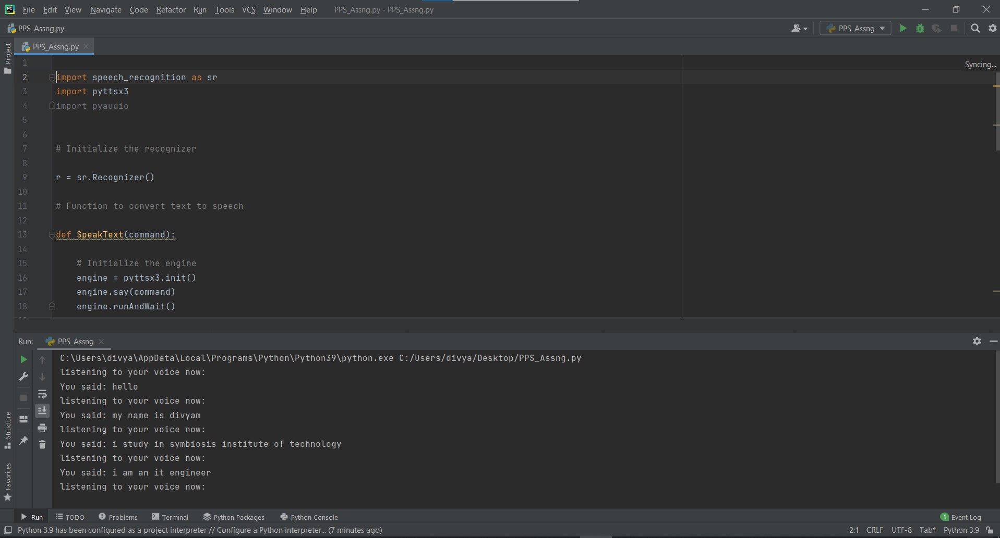 PC File Edit View Navigate Code Refactor Run Tools VCS Window Help PPS_Assng.py - PPS_Assng.py
PPS_Assng.py PPS_Assng
Project PPS_Assng.py
Syncing...
1
2 import speech_recognition as sr
3 import pyttsx3
4 import pyaudio
5
6
7 # Initialize the recognizer
8
9 r = sr.Recognizer()
10
11 # Function to convert text to speech
12
13 def SpeakText(command):
14
15 # Initialize the engine
16 engine = pyttsx3.init()
17 engine.say(command)
18 engine.runAndWait()
Run: PPS_Assng
C:\Users\divya\AppData\Local\Programs\Python\Python39\python.exe C:/Users/divya/Desktop/PPS_Assng.py
listening to your voice now:
You said: hello
listening to your voice now:
You said: my name is divyam
listening to your voice now:
You said: i study in symbiosis institute of technology
listening to your voice now:
You said: i am an it engineer
listening to your voice now:
Structure
Favorites
Run TODO Problems Terminal Python Packages Python Console 1 Event Log
Python 3.9 has been configured as a project interpreter // Configure a Python interpreter... (7 minutes ago) 2:1 CRLF UTF-8 Tab* Python 3.9